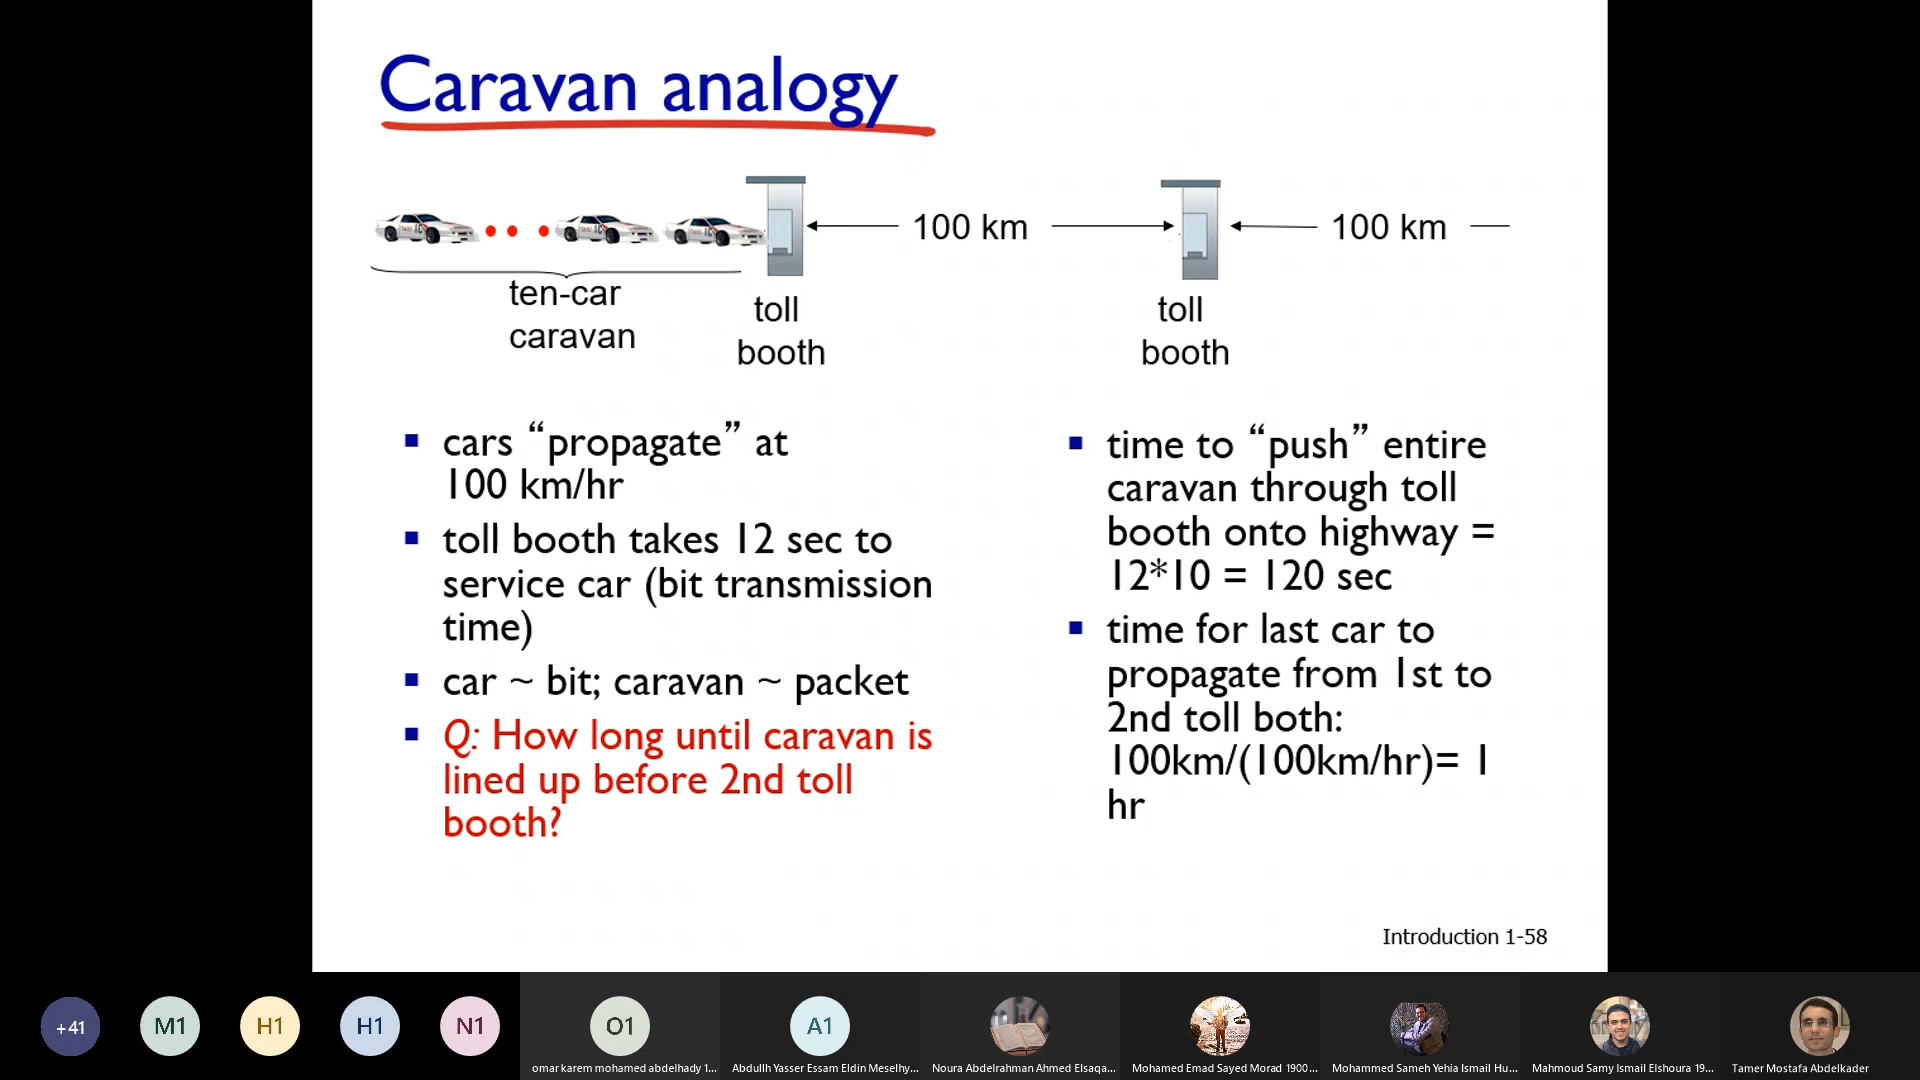 Caravan analogy
100 km
100 km
ten-car
caravan
toll
booth
toll
booth
cars “propagate” at
100 km/hr
toll booth takes 12 sec to
service car (bit transmission
time)
car ~ bit; caravan ~ packet
Q: How long until caravan is
lined up before 2nd toll
booth?
time to “push” entire
caravan through toll
booth onto highway =
12*10 = 120 sec
time for last car to
propagate from 1st to
2nd toll both:
100km/(100km/hr)= 1
hr
Introduction 1-58
+41
M1
H1
H1
N1
O1
A1
omar karem mohamed abdelhady 1...
Abdullh Yasser Essam Eldin Meselhy...
Noura Abdelrahman Ahmed Elsaqa...
Mohamed Emad Sayed Morad 1900...
Mohammed Sameh Yehia Ismail Hu...
Mahmoud Samy Ismail Elshoura 19...
Tamer Mostafa Abdelkader